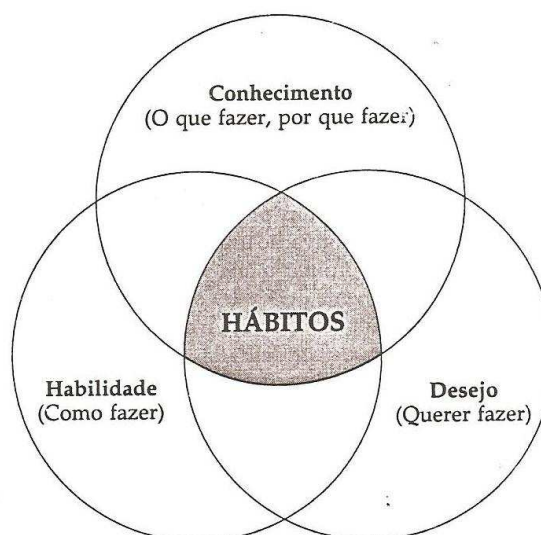 Conhecimento
(O que fazer, por que fazer)
HÁBITOS
Habilidade
(Como fazer)
Desejo
(Querer fazer)